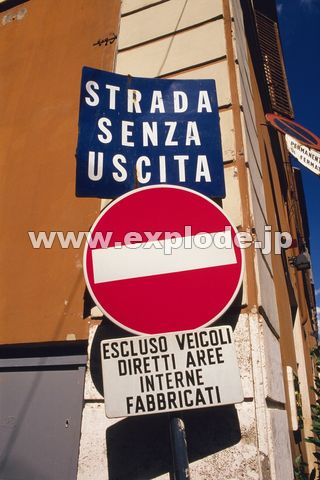 STRADA
SENZA
USCITA
www.explode.jp
ESCLUSO VEICOLI
DIRETTI AREE
INTERNE
FABBRICATI